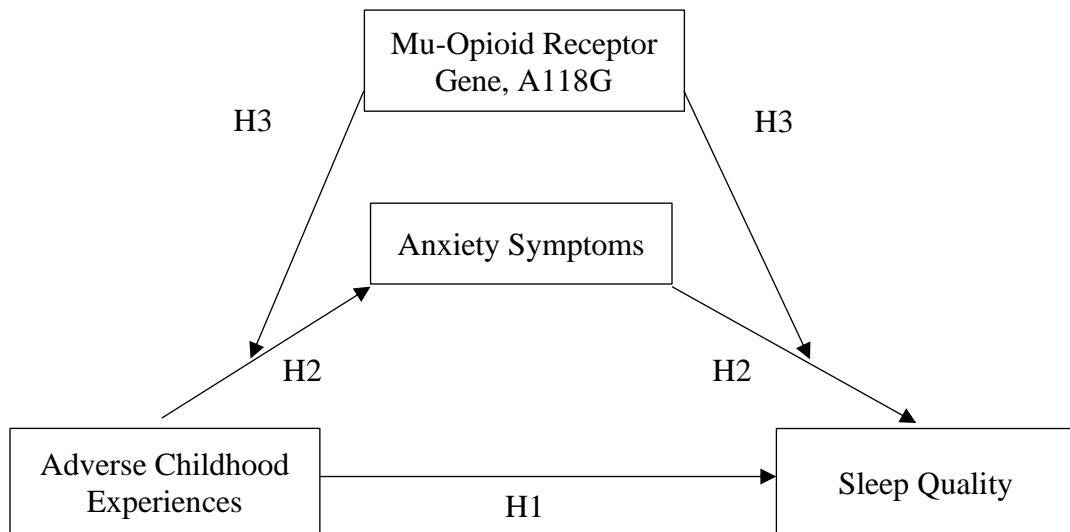 Mu-Opioid Receptor
Gene, A118G
H3
H3
Anxiety Symptoms
H2
H2
Adverse Childhood
Experiences
Sleep Quality
H1